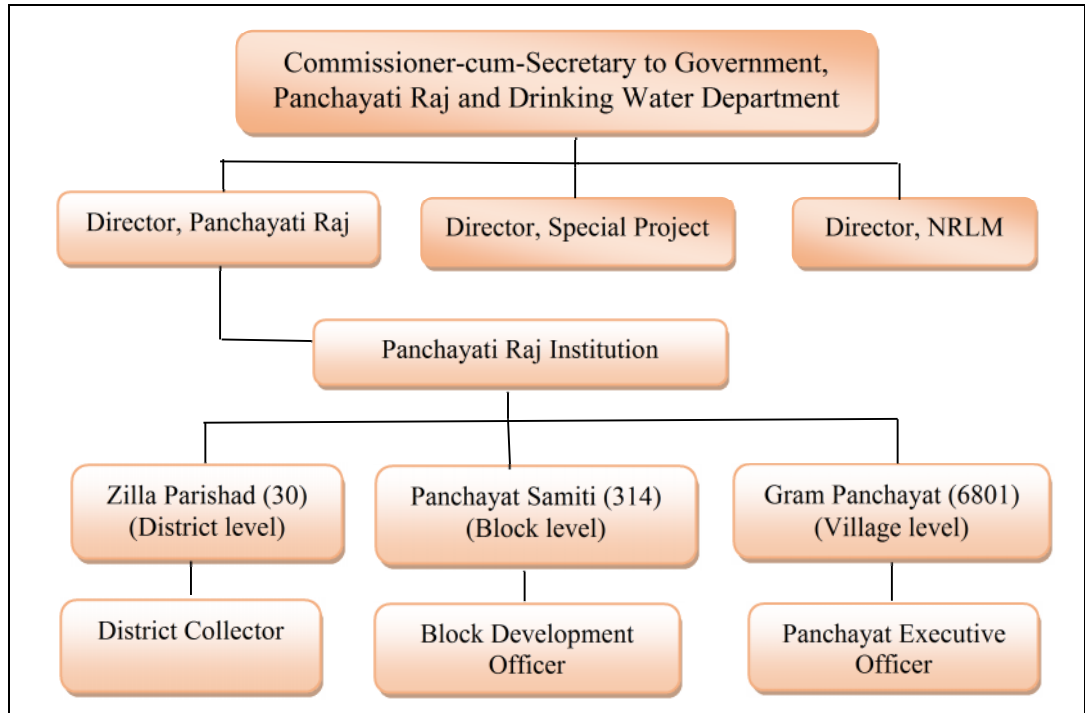 Commissioner-cum-Secretary to Government,
Panchayati Raj and Drinking Water Department
Director, Panchayati Raj
Director, Special Project
Director, NRLM
Panchayati Raj Institution
Zilla Parishad (30)
(District level)
Panchayat Samiti (314)
(Block level)
Gram Panchayat (6801)
(Village level)
District Collector
Block Development
Officer
Panchayat Executive
Officer